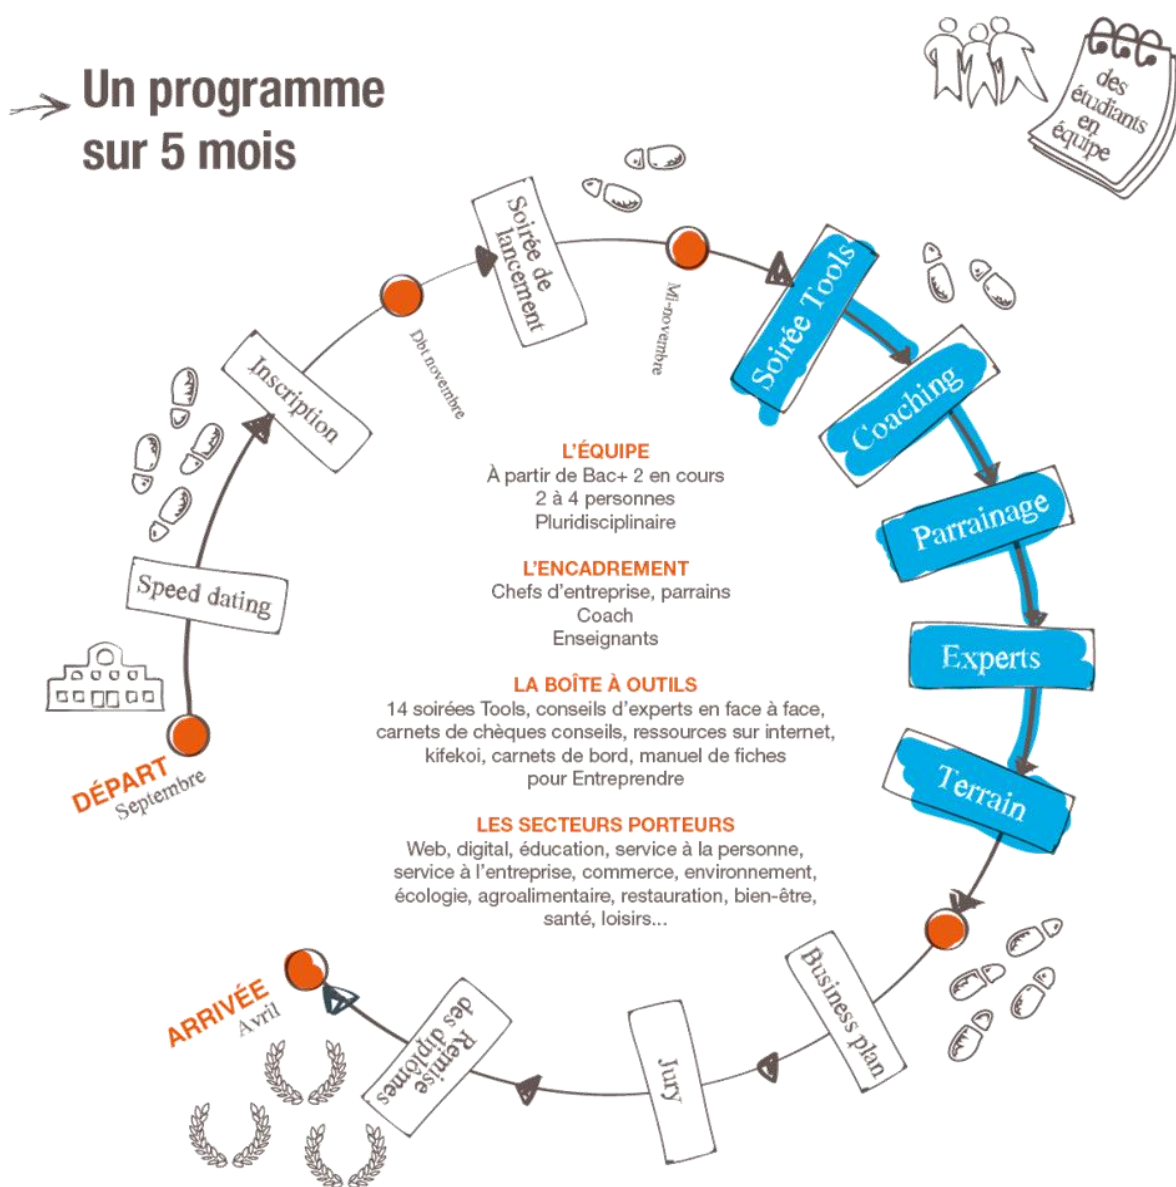 Un programme
sur 5 mois
des
étudiants
en
équipe
DÉPART
Septembre
Speed dating
Inscription
Dbt novembre
Soirée de
lancement
Mi-novembre
Soirée Tools
Coaching
Parrainage
Experts
Terrain
Business plan
Jury
Remise
des diplômes
ARRIVÉE
Avril
L'ÉQUIPE
À partir de Bac+ 2 en cours
2 à 4 personnes
Pluridisciplinaire
L'ENCADREMENT
Chefs d'entreprise, parrains
Coach
Enseignants
LA BOÎTE À OUTILS
14 soirées Tools, conseils d'experts en face à face,
carnets de chèques conseils, ressources sur internet,
kifekoi, carnets de bord, manuel de fiches
pour Entreprendre
LES SECTEURS PORTEURS
Web, digital, éducation, service à la personne,
service à l'entreprise, commerce, environnement,
écologie, agroalimentaire, restauration, bien-être,
santé, loisirs...